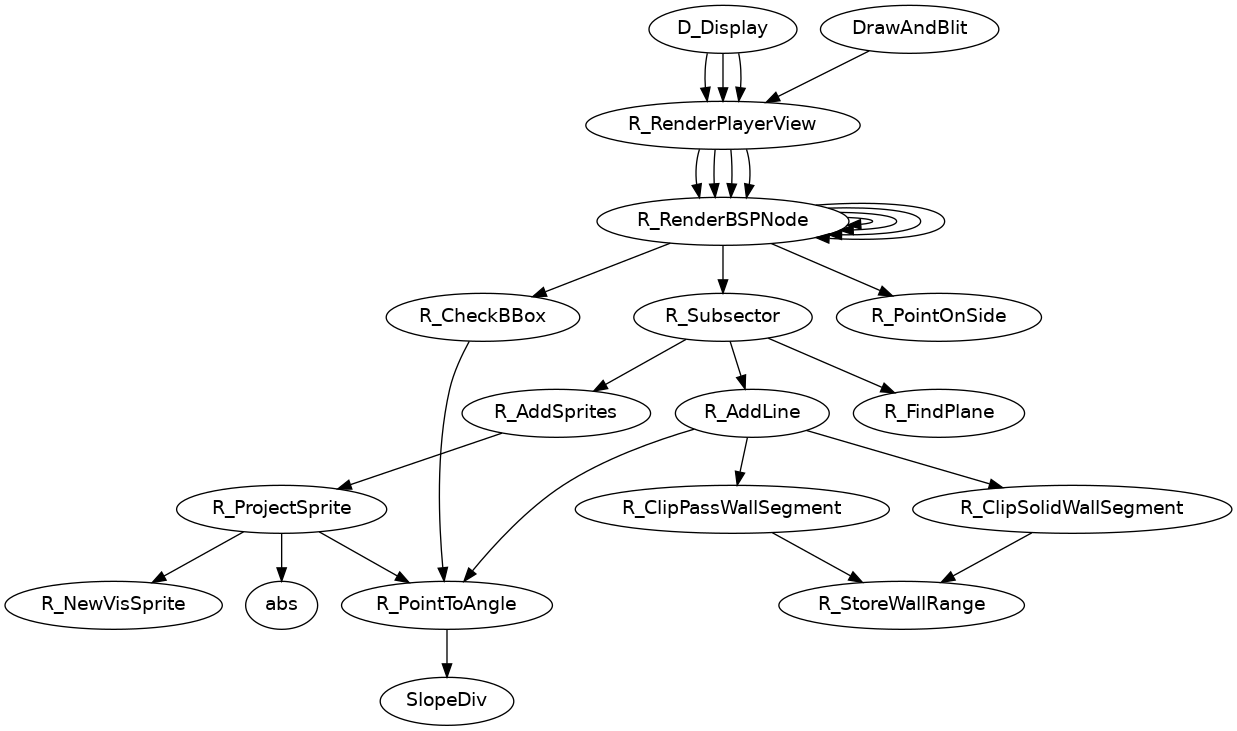 D_Display
DrawAndBlit
R_RenderPlayerView
R_RenderBSPNode
R_CheckBBox
R_Subsector
R_PointOnSide
R_AddSprites
R_AddLine
R_FindPlane
R_ProjectSprite
R_ClipPassWallSegment
R_ClipSolidWallSegment
R_NewVisSprite
abs
R_PointToAngle
R_StoreWallRange
SlopeDiv